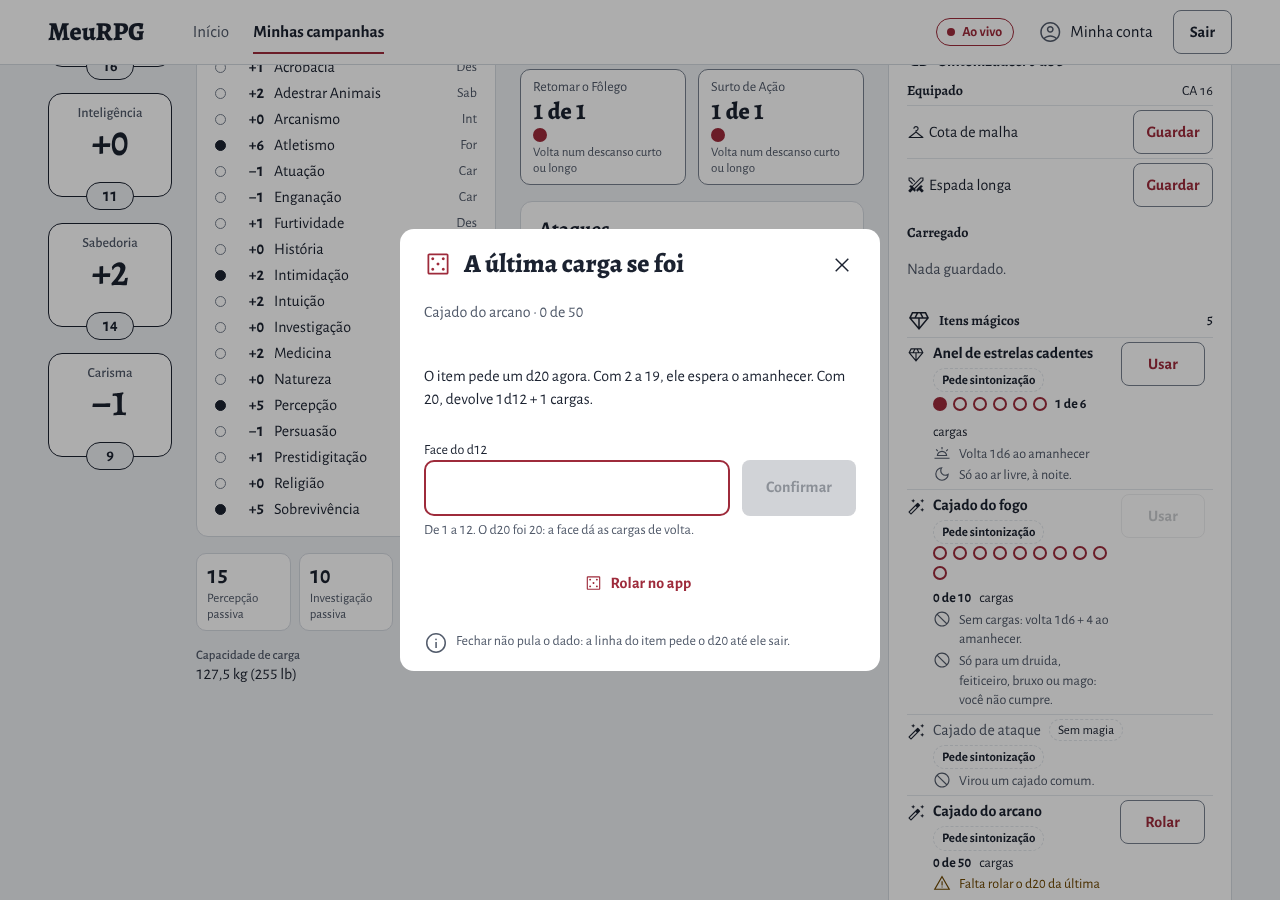 MeuRPG
Início
Minhas campanhas
Ao vivo
Minha conta
Sair
16
Inteligência
+0
11
Sabedoria
+2
14
Carisma
−1
9
+1 Acrobacia Des
+2 Adestrar Animais Sab
+0 Arcanismo Int
+6 Atletismo For
−1 Atuação Car
−1 Enganação Car
+1 Furtividade Des
+0 História
+2 Intimidação
+2 Intuição
+0 Investigação
+2 Medicina
+0 Natureza
+5 Percepção
−1 Persuasão
+1 Prestidigitação
+0 Religião
+5 Sobrevivência
15
Percepção
passiva
10
Investigação
passiva
Capacidade de carga
127,5 kg (255 lb)
Retomar o Fôlego
1 de 1
Volta num descanso curto
ou longo
Surto de Ação
1 de 1
Volta num descanso curto
ou longo
A última carga se foi
Cajado do arcano · 0 de 50
O item pede um d20 agora. Com 2 a 19, ele espera o amanhecer. Com
20, devolve 1d12 + 1 cargas.
Face do d12
Confirmar
De 1 a 12. O d20 foi 20: a face dá as cargas de volta.
Rolar no app
Fechar não pula o dado: a linha do item pede o d20 até ele sair.
Equipado CA 16
Cota de malha Guardar
Espada longa Guardar
Carregado
Nada guardado.
Itens mágicos 5
Anel de estrelas cadentes
Usar
Pede sintonização
1 de 6
cargas
Volta 1d6 ao amanhecer
Só ao ar livre, à noite.
Cajado do fogo
Usar
Pede sintonização
0 de 10 cargas
Sem cargas: volta 1d6 + 4 ao
amanhecer.
Só para um druida,
feiticeiro, bruxo ou mago:
você não cumpre.
Cajado de ataque Sem magia
Pede sintonização
Virou um cajado comum.
Cajado do arcano
Rolar
Pede sintonização
0 de 50 cargas
Falta rolar o d20 da última